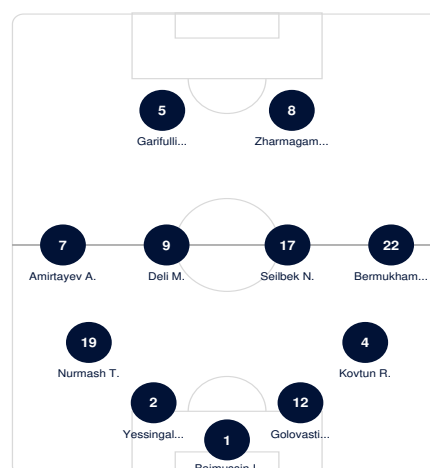 5 8
Garifulli... Zharmagam...
7 9 17 22
Amirtayev A. Deli M. Seilbek N. Bermukham...
19 4
Nurmash T. Kovtun R.
2 12
Yessingal... Golovasti...
1